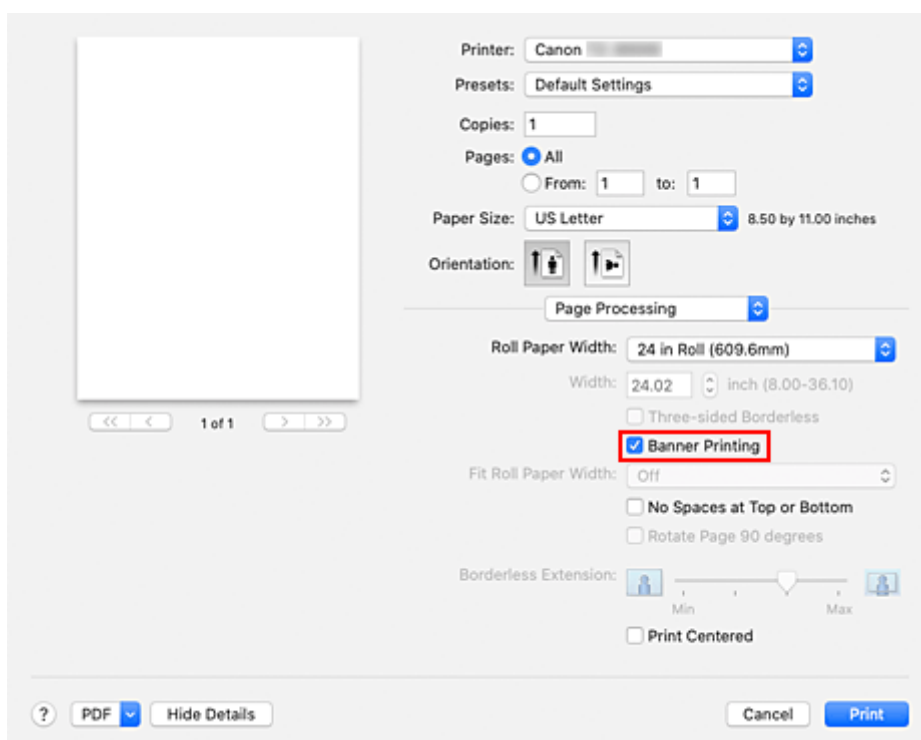 Printer: Canon
Presets: Default Settings
Copies: 1
Pages: All
From: 1 to: 1
Paper Size: US Letter 8.50 by 11.00 inches
Orientation:
Page Processing
Roll Paper Width: 24 in Roll (609.6mm)
Width: 24.02 inch (8.00-36.10)
Three-sided Borderless
<< < 1 of 1 > >>
Banner Printing
Fit Roll Paper Width: Off
No Spaces at Top or Bottom
Rotate Page 90 degrees
Borderless Extension:
Min Max
Print Centered
? PDF Hide Details Cancel Print